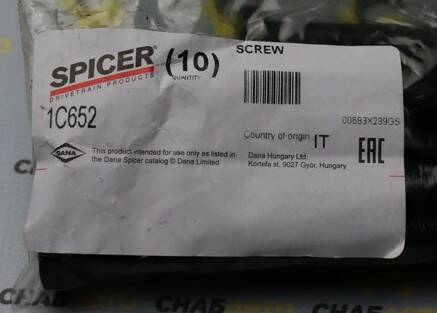 SPICER®
DRIVETRAIN PRODUCTS
(10)
QUANTITY
SCREW
1C652
00693X239GS
Country of origin IT
DANA
This product intended for use only as listed in
the Dana Spicer catalog © Dana Limited
Dana Hungary Ltd.
Körtefa st. 9027 Győr, Hungary
EAC
СНАБ
СНАБ